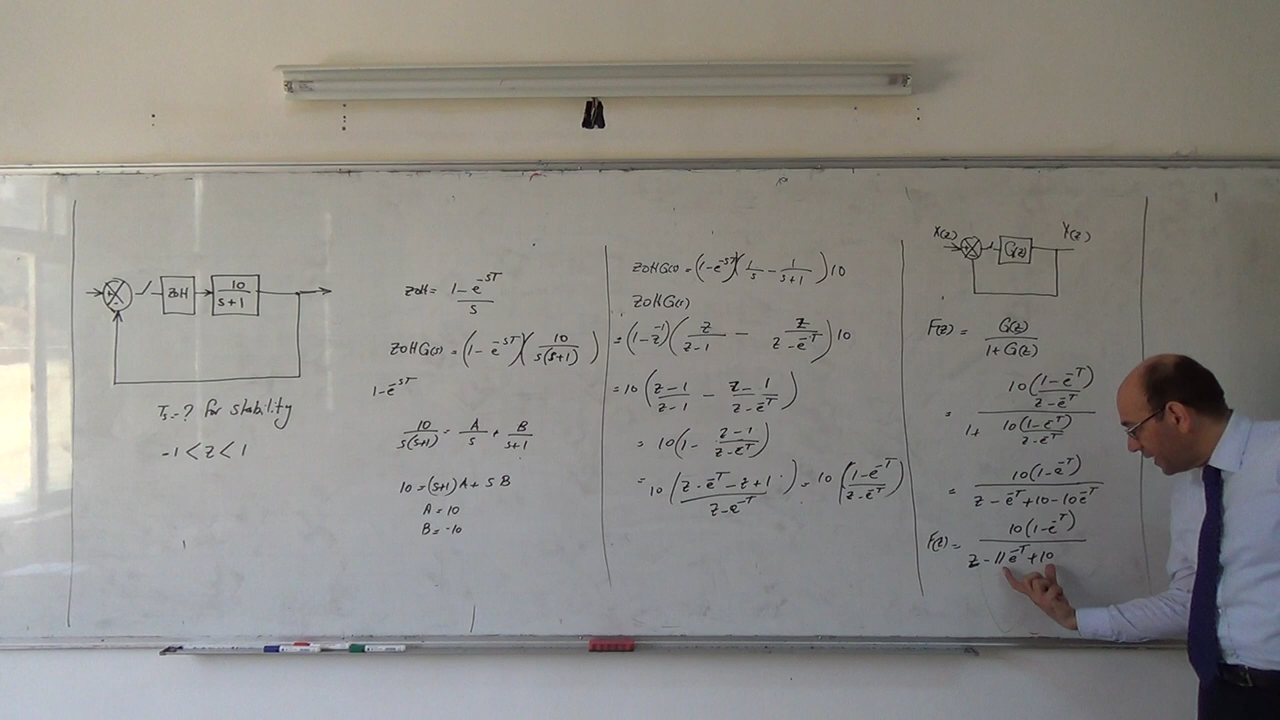 ZOH
10
s+1
Ts = ? for stability
-1 < z < 1
ZOH = (1 - e^-ST)/s
ZOHG(s) = (1 - e^-ST)(10/(s(s+1)))
1 - e^-ST
10/(s(s+1)) = A/s + B/(s+1)
10 = (s+1)A + SB
A = 10
B = -10
ZOHG(s) = (1 - e^-ST)(1/s - 1/(s+1))10
ZOHG(s)
= (1 - z^-1)(z/(z-1) - z/(z - e^-T))10
= 10((z-1)/(z-1) - (z-1)/(z - e^-T))
= 10(1 - (z-1)/(z - e^-T))
= 10((z - e^-T - z + 1)/(z - e^-T)) = 10((1 - e^-T)/(z - e^-T))
X(z) G(z) Y(z)
F(z) = G(z)/(1 + G(z))
= (10(1 - e^-T)/(z - e^-T))/(1 + 10(1 - e^-T)/(z - e^-T))
= 10(1 - e^-T)/(z - e^-T + 10 - 10e^-T)
F(z) = 10(1 - e^-T)/(z - 11e^-T + 10)